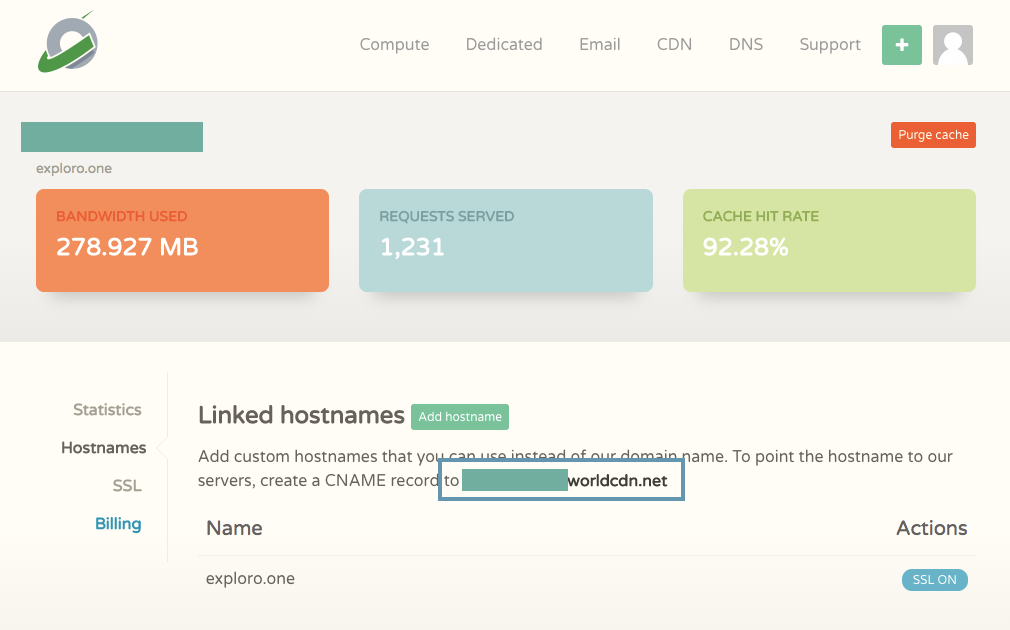 Compute Dedicated Email CDN DNS Support +
Purge cache
exploro.one
BANDWIDTH USED
278.927 MB
REQUESTS SERVED
1,231
CACHE HIT RATE
92.28%
Statistics
Hostnames
SSL
Billing
Linked hostnames Add hostname
Add custom hostnames that you can use instead of our domain name. To point the hostname to our
servers, create a CNAME record to worldcdn.net
Name Actions
exploro.one SSL ON